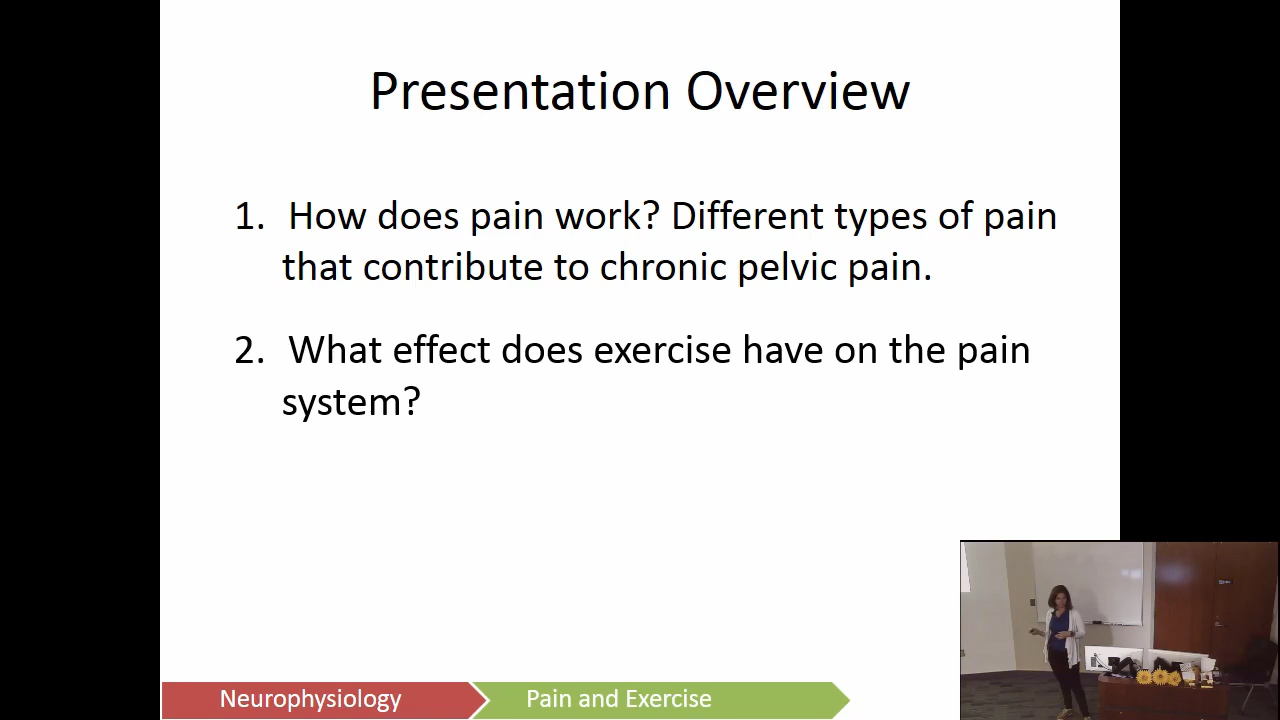 Presentation Overview
1. How does pain work? Different types of pain
that contribute to chronic pelvic pain.
2. What effect does exercise have on the pain
system?
Neurophysiology
Pain and Exercise